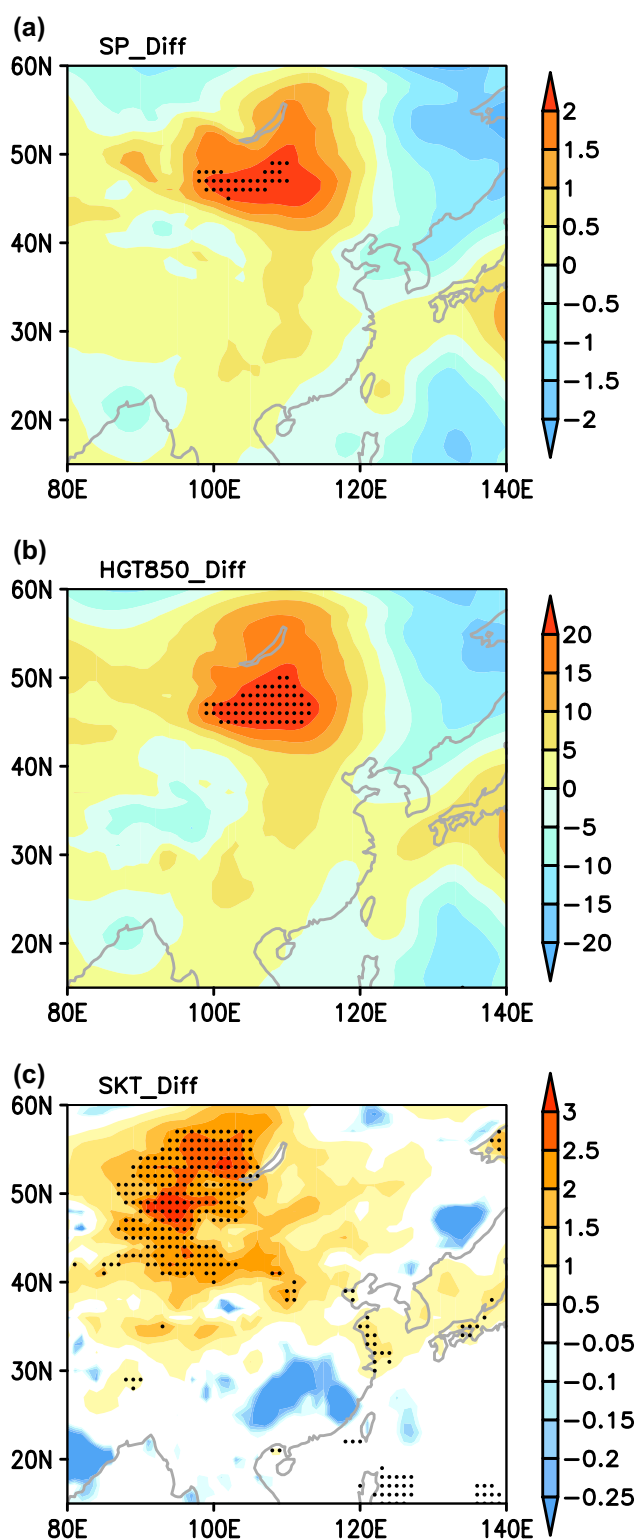 (a)
SP_Diff
60N
50N
40N
30N
20N
80E 100E 120E 140E
2
1.5
1
0.5
0
−0.5
−1
−1.5
−2
(b)
HGT850_Diff
60N
50N
40N
30N
20N
80E 100E 120E 140E
20
15
10
5
0
−5
−10
−15
−20
(c)
SKT_Diff
60N
50N
40N
30N
20N
80E 100E 120E 140E
3
2.5
2
1.5
1
0.5
−0.05
−0.1
−0.15
−0.2
−0.25